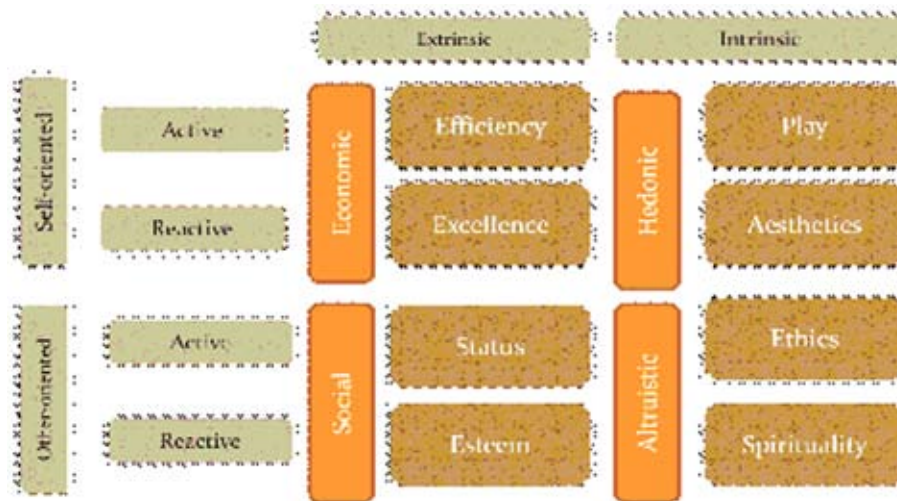 Extrinsic Intrinsic
Self-oriented
Active
Economic
Efficiency
Hedonic
Play
Reactive
Excellence
Aesthetics
Other-oriented
Active
Social
Status
Altruistic
Ethics
Reactive
Esteem
Spirituality